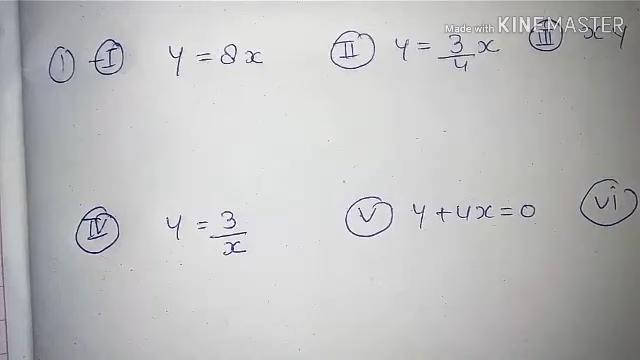 Made with KINEMASTER
① -Ⓘ y = 8x Ⅱ y = 3/4 x Ⅲ x y
Ⅳ y = 3/x Ⅴ y + 4x = 0 vi